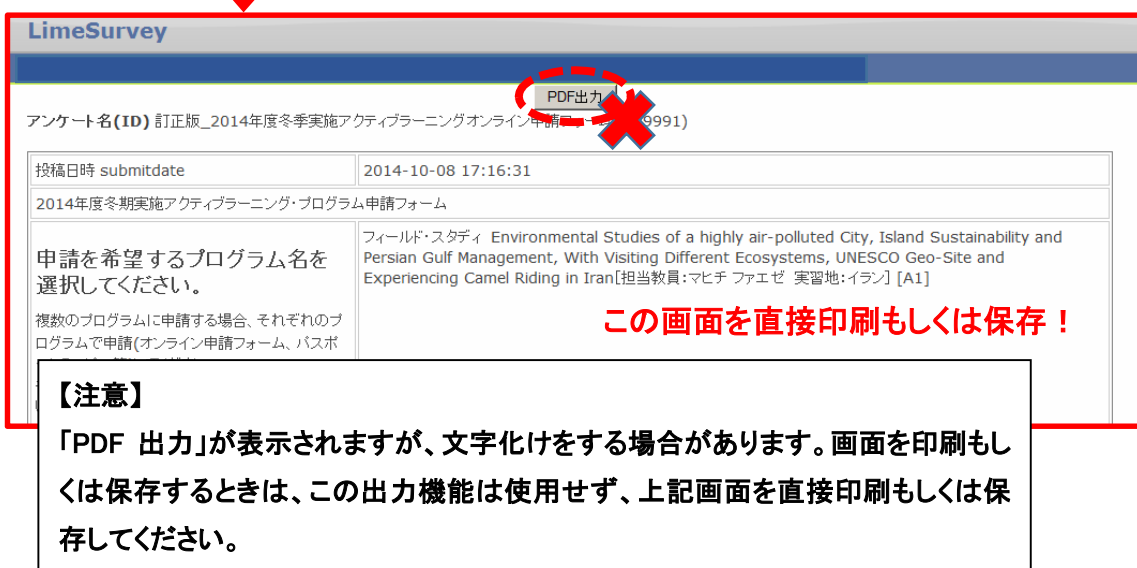 LimeSurvey
PDF出力
アンケート名(ID) 訂正版_2014年度冬季実施アクティブラーニングオンライン申請フォー 9991)
投稿日時 submitdate
2014-10-08 17:16:31
2014年度冬期実施アクティブラーニング・プログラム申請フォーム
申請を希望するプログラム名を
選択してください。
複数のプログラムに申請する場合、それぞれのプ
ログラムで申請(オンライン申請フォーム、パスポ
フィールド・スタディ Environmental Studies of a highly air-polluted City, Island Sustainability and
Persian Gulf Management, With Visiting Different Ecosystems, UNESCO Geo-Site and
Experiencing Camel Riding in Iran[担当教員:マヒチ ファエゼ 実習地:イラン] [A1]
この画面を直接印刷もしくは保存！
【注意】
「PDF 出力」が表示されますが、文字化けをする場合があります。画面を印刷もし
くは保存するときは、この出力機能は使用せず、上記画面を直接印刷もしくは保
存してください。